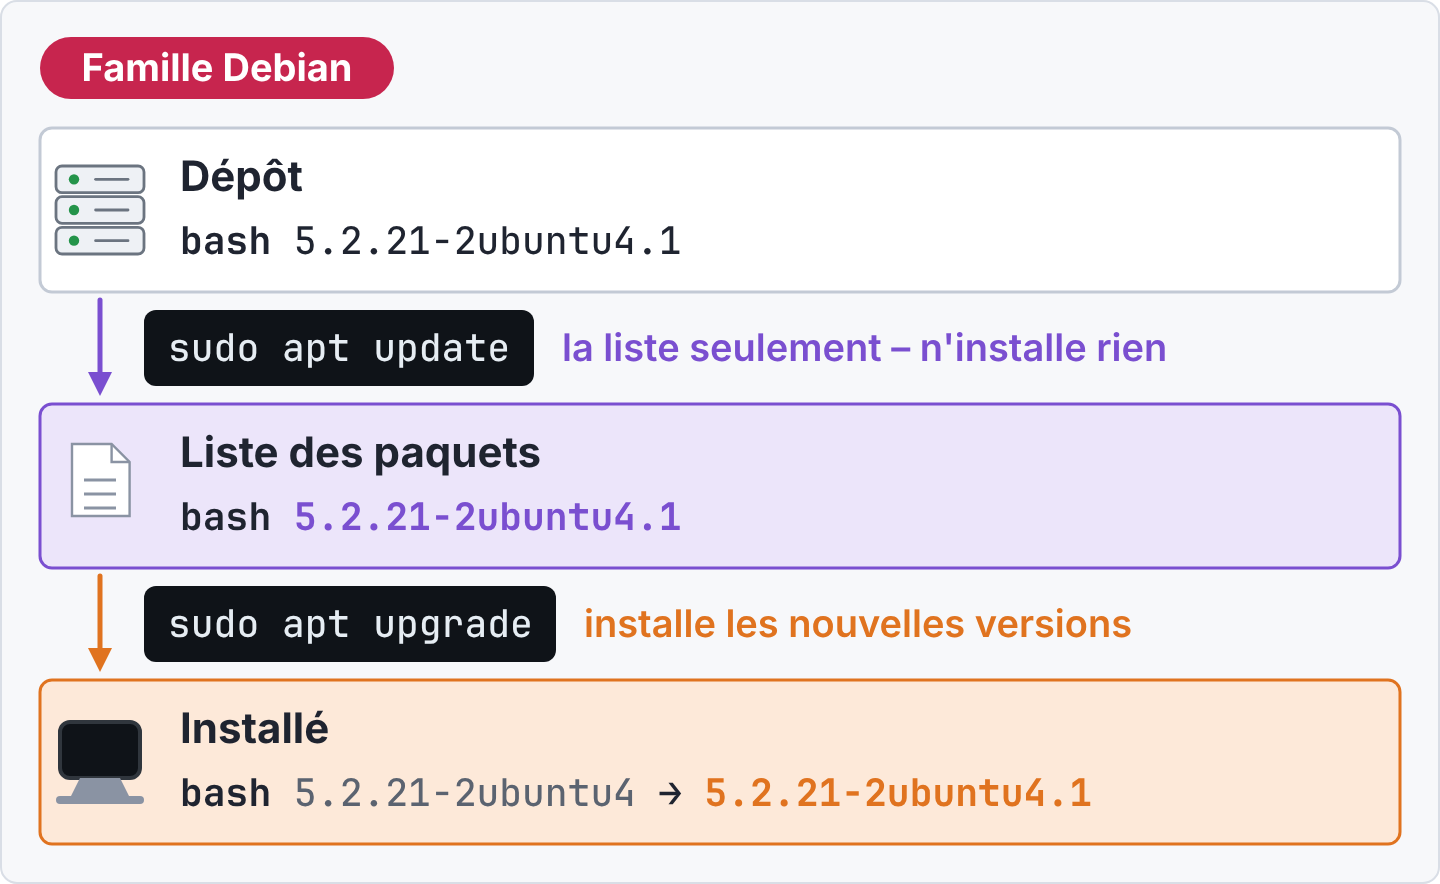 Famille Debian
Dépôt
bash 5.2.21-2ubuntu4.1
sudo apt update la liste seulement – n'installe rien
Liste des paquets
bash 5.2.21-2ubuntu4.1
sudo apt upgrade installe les nouvelles versions
Installé
bash 5.2.21-2ubuntu4 → 5.2.21-2ubuntu4.1